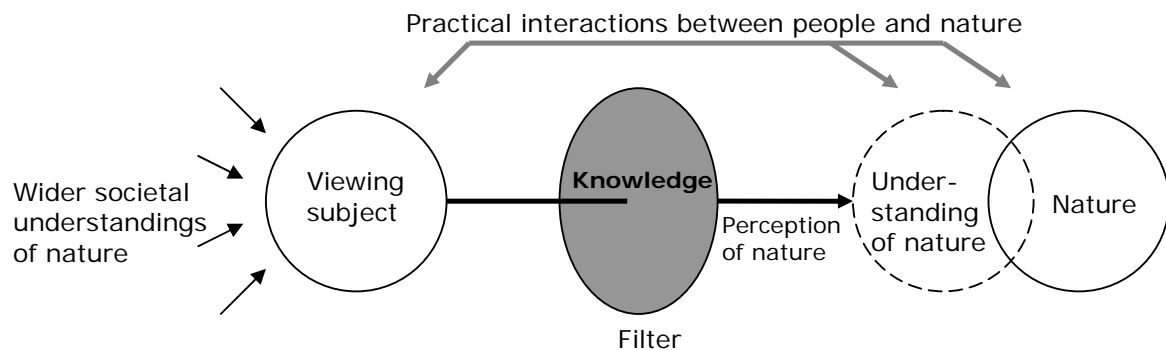 Practical interactions between people and nature
Wider societal
understandings
of nature
Viewing
subject
Knowledge
Filter
Perception
of nature
Under-
standing
of nature
Nature